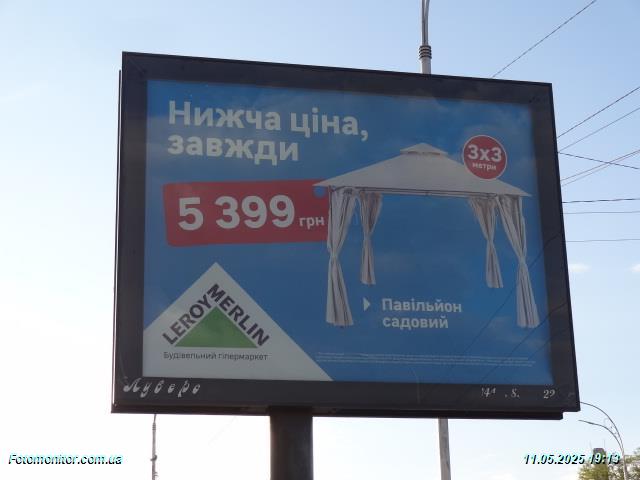 Нижча ціна,
завжди
3x3
метри
5 399 грн
Павільйон
садовий
LEROY MERLIN
Будівельний гіпермаркет
Fotomonitor.com.ua
11.05.2025 19:13